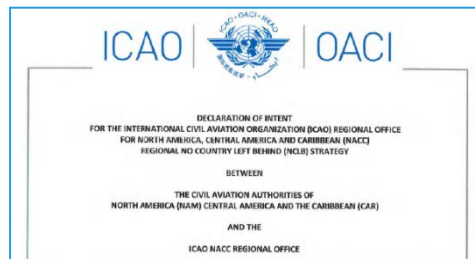 ICAO OACI
DECLARATION OF INTENT
FOR THE INTERNATIONAL CIVIL AVIATION ORGANIZATION (ICAO) REGIONAL OFFICE
FOR NORTH AMERICA, CENTRAL AMERICA AND CARIBBEAN (NACC)
REGIONAL NO COUNTRY LEFT BEHIND (NCLB) STRATEGY
BETWEEN
THE CIVIL AVIATION AUTHORITIES OF
NORTH AMERICA (NAM) CENTRAL AMERICA AND THE CARIBBEAN (CAR)
AND THE
ICAO NACC REGIONAL OFFICE